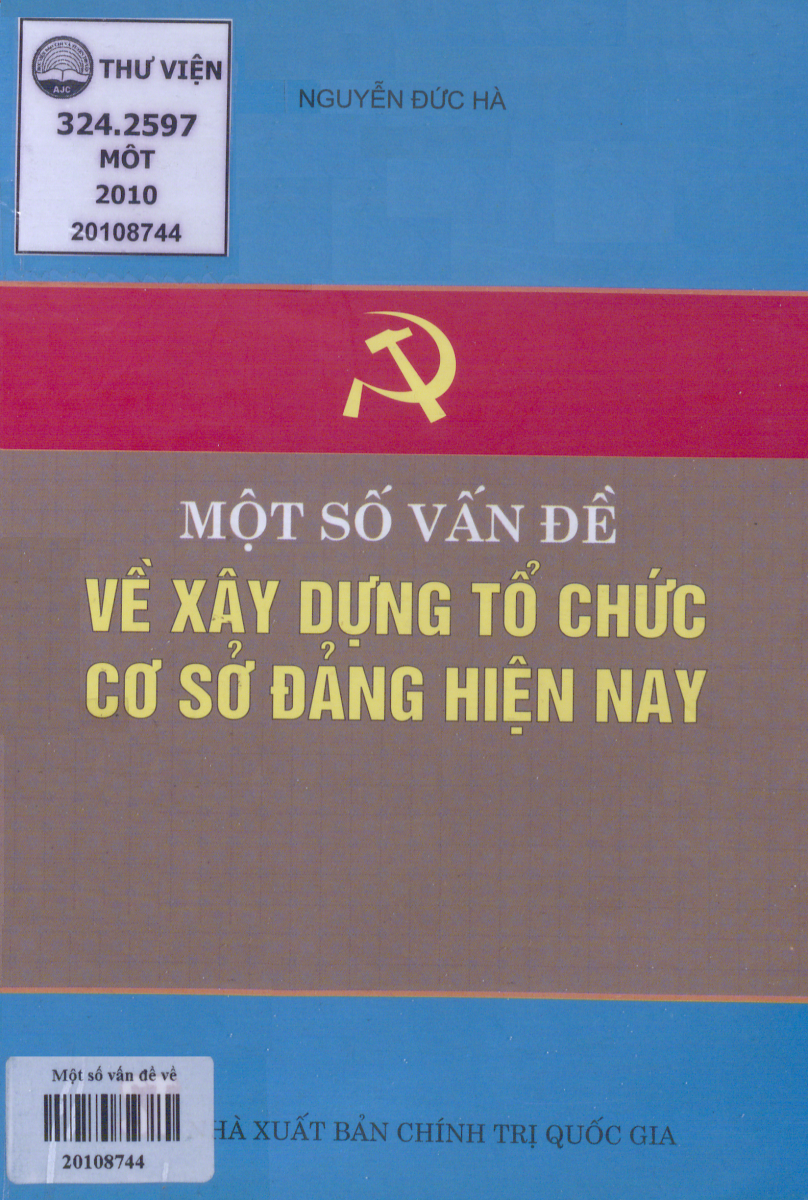 THƯ VIỆN
AJC
324.2597
MÔT
2010
20108744
NGUYỄN ĐỨC HÀ
MỘT SỐ VẤN ĐỀ
VỀ XÂY DỰNG TỔ CHỨC
CƠ SỞ ĐẢNG HIỆN NAY
Một số vấn đề về
20108744
HÀ XUẤT BẢN CHÍNH TRỊ QUỐC GIA